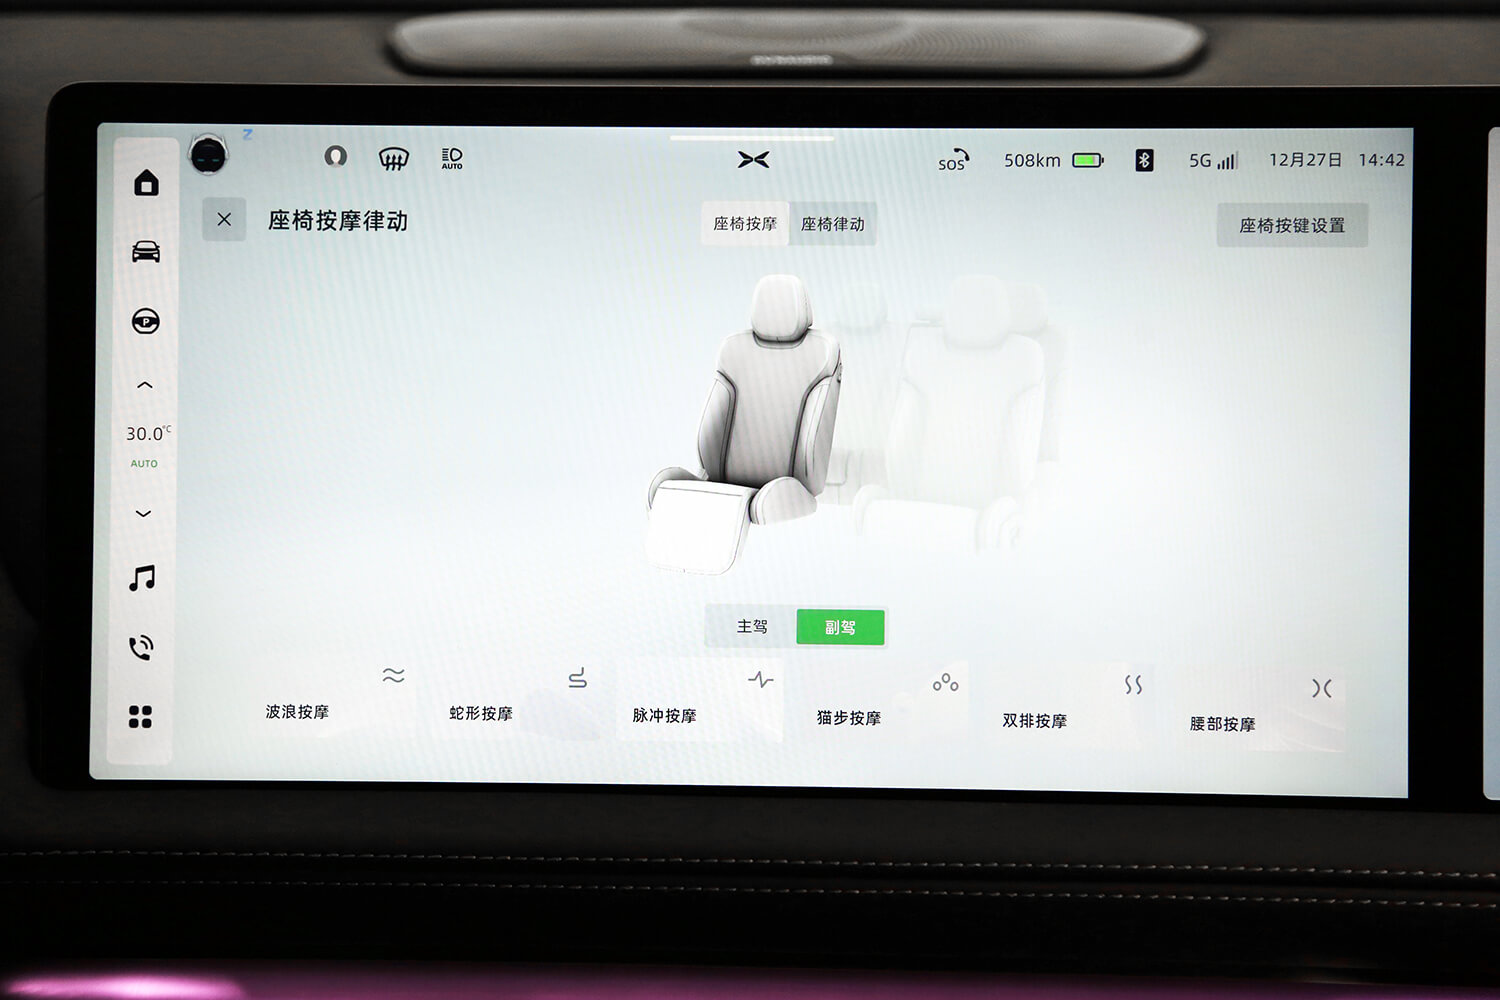 Z
AUTO
SOS
508km
5G
12月27日 14:42
座椅按摩律动
座椅按摩
座椅律动
座椅按键设置
P
30.0°C
AUTO
主驾
副驾
波浪按摩
蛇形按摩
脉冲按摩
猫步按摩
双排按摩
腰部按摩